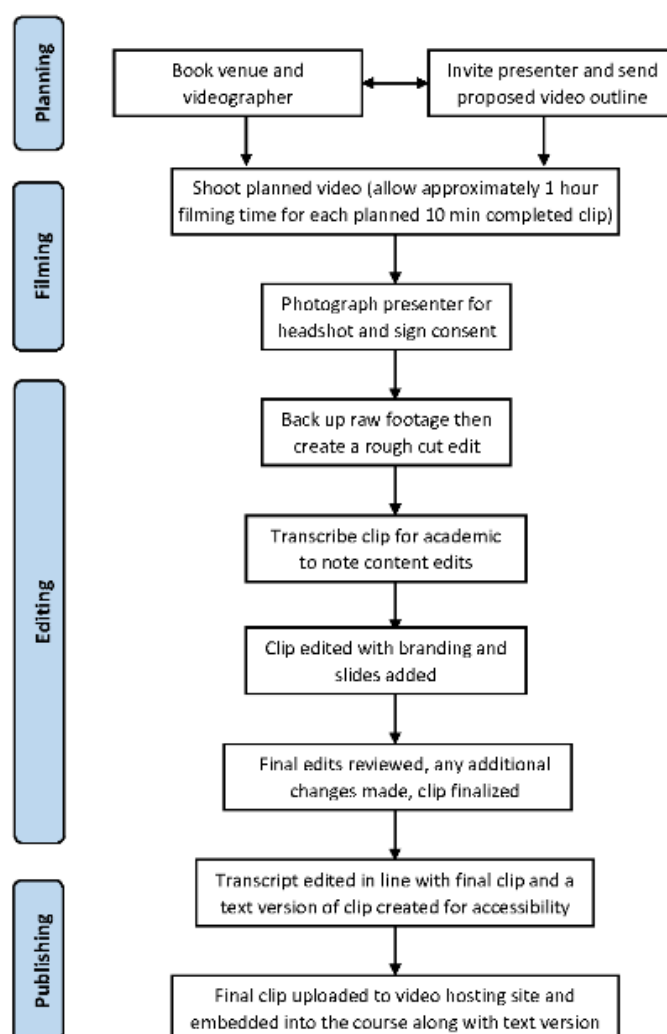 Planning
Book venue and
videographer
Invite presenter and send
proposed video outline
Filming
Shoot planned video (allow approximately 1 hour
filming time for each planned 10 min completed clip)
Photograph presenter for
headshot and sign consent
Editing
Back up raw footage then
create a rough cut edit
Transcribe clip for academic
to note content edits
Clip edited with branding and
slides added
Final edits reviewed, any additional
changes made, clip finalized
Publishing
Transcript edited in line with final clip and a
text version of clip created for accessibility
Final clip uploaded to video hosting site and
embedded into the course along with text version